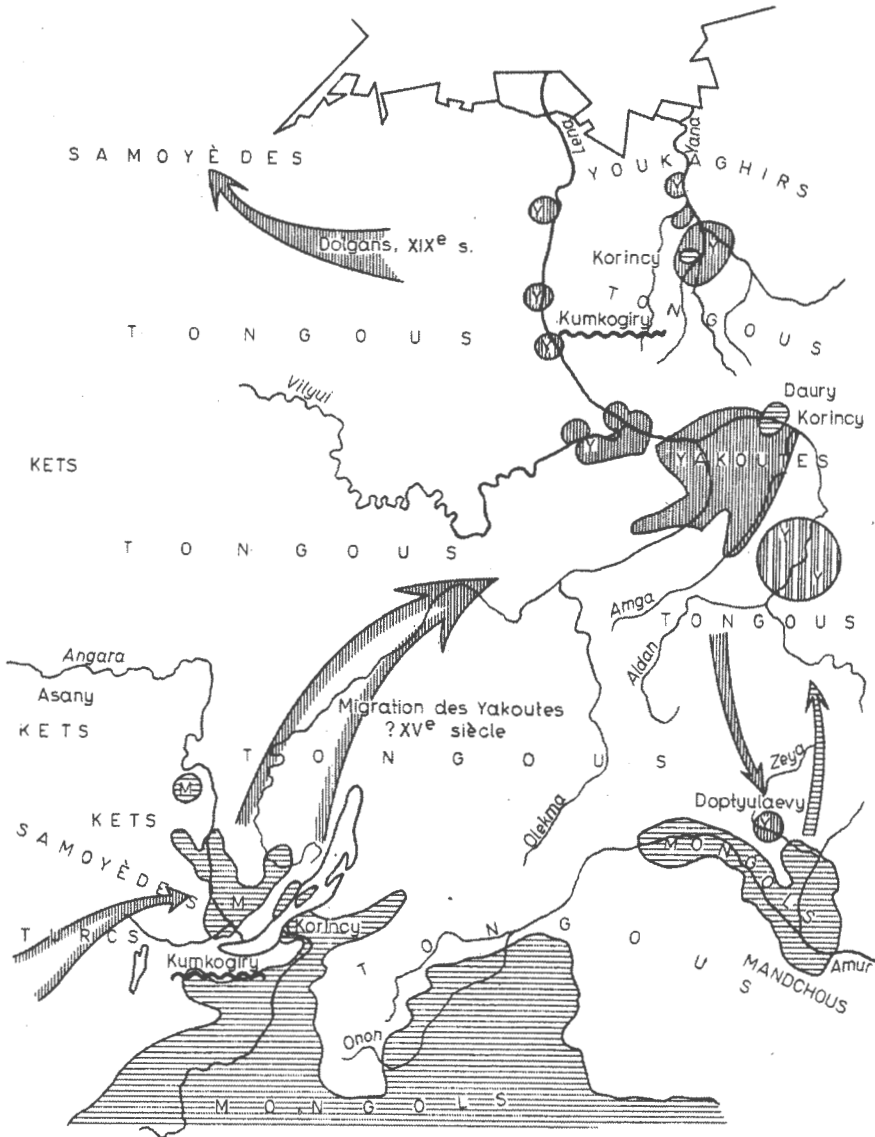 Lena
Yana
SAMOYÈDES
YOUKAGHIRS
Y
Y
Dolgans, XIXe s.
Korincy
Y
Y
TONGOUS
TONGOUS
Kumkogiry
Y
Vilyui
Daury
Korincy
Y
YAKOUTES
KETS
TONGOUS
Y
Y
Amga
TONGOUS
Aldan
Angara
Asany
KETS
Migration des Yakoutes
? XVe siècle
TONGOUS
Zeya
M
Doptyulaevy
Y
KETS
Olekma
SAMOYÈDES
MONGOLS
M
TURCS
Korincy
TONGOUS
Kumkogiry
MANDCHOUS
Amur
Onon
MONGOLS